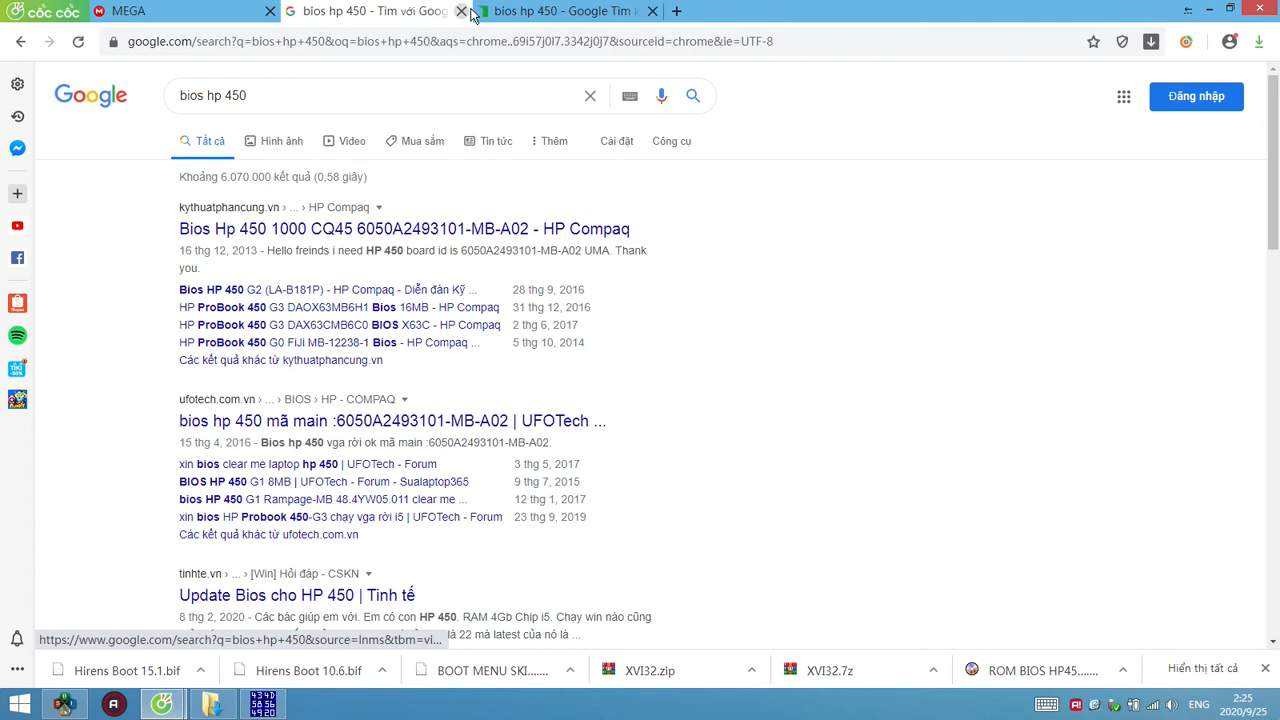 cốc cốc
MEGA
bios hp 450 - Tìm với Goog
bios hp 450 - Google Tìm k
google.com/search?q=bios+hp+450&oq=bios+hp+450&aqs=chrome..69i57j0l7.3342j0j7&sourceid=chrome&ie=UTF-8
Google
bios hp 450
Đăng nhập
Tất cả
Hình ảnh
Video
Mua sắm
Tin tức
Thêm
Cài đặt
Công cụ
Khoảng 6.070.000 kết quả (0,58 giây)
kythuatphancung.vn › ... › HP Compaq
Bios Hp 450 1000 CQ45 6050A2493101-MB-A02 - HP Compaq
16 thg 12, 2013 - Hello freinds i need HP 450 board id is 6050A2493101-MB-A02 UMA. Thank
you.
Bios HP 450 G2 (LA-B181P) - HP Compaq - Diễn đàn Kỹ ... 28 thg 9, 2016
HP ProBook 450 G3 DAOX63MB6H1 Bios 16MB - HP Compaq 31 thg 12, 2016
HP ProBook 450 G3 DAX63CMB6C0 BIOS X63C - HP Compaq 2 thg 6, 2017
HP ProBook 450 G0 FIJI MB-12238-1 Bios - HP Compaq ... 5 thg 10, 2014
Các kết quả khác từ kythuatphancung.vn
ufotech.com.vn › ... › BIOS › HP - COMPAQ
bios hp 450 mã main :6050A2493101-MB-A02 | UFOTech ...
15 thg 4, 2016 - Bios hp 450 vga rời ok mã main :6050A2493101-MB-A02.
xin bios clear me laptop hp 450 | UFOTech - Forum 3 thg 5, 2017
BIOS HP 450 G1 8MB | UFOTech - Forum - Sualaptop365 9 thg 7, 2015
bios HP 450 G1 Rampage-MB 48.4YW05.011 clear me ... 12 thg 1, 2017
xin bios HP Probook 450-G3 chạy vga rời i5 | UFOTech - Forum 23 thg 9, 2019
Các kết quả khác từ ufotech.com.vn
tinhte.vn › ... › [Win] Hỏi đáp - CSKN
Update Bios cho HP 450 | Tinh tế
8 thg 2, 2020 - Các bác giúp em với. Em có con HP 450. RAM 4Gb Chip i5. Chạy win nào cũng
là 22 mà latest của nó là ...
https://www.google.com/search?q=bios+hp+450&source=lnms&tbm=vi...
Hirens Boot 15.1.bif
Hirens Boot 10.6.bif
BOOT MENU SKI......
XVI32.zip
XVI32.7z
ROM BIOS HP45......
Hiển thị tất cả
434D
5856
4920
ENG
2:25
2020/9/25